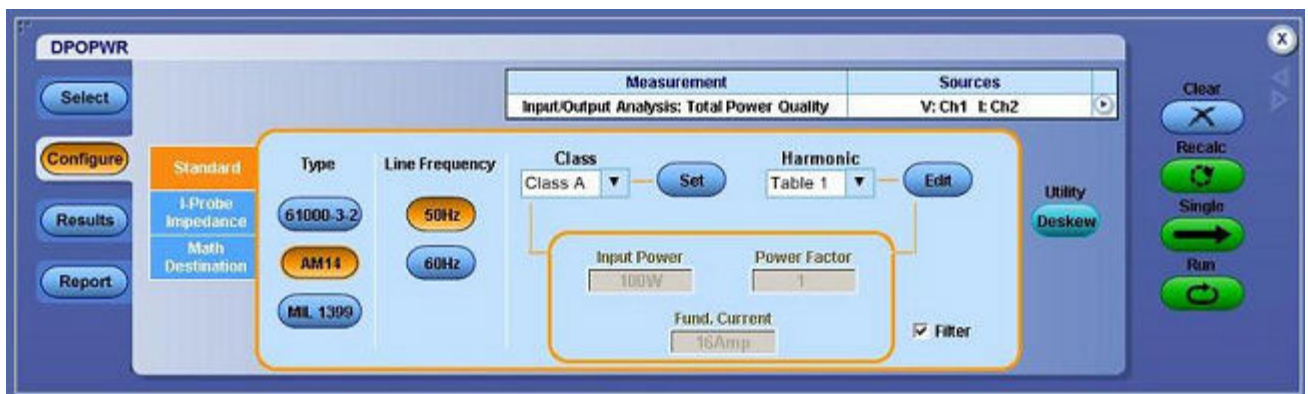 DPOPWR
X
Select
Configure
Results
Report
Measurement Sources
Input/Output Analysis: Total Power Quality V: Ch1 I: Ch2
Standard
I-Probe
Impedance
Math
Destination
Type
61000-3-2
AM14
MIL 1399
Line Frequency
50Hz
60Hz
Class
Class A
Set
Harmonic
Table 1
Edit
Input Power
100W
Power Factor
1
Fund. Current
16Amp
Filter
Utility
Deskew
Clear
Recalc
Single
Run